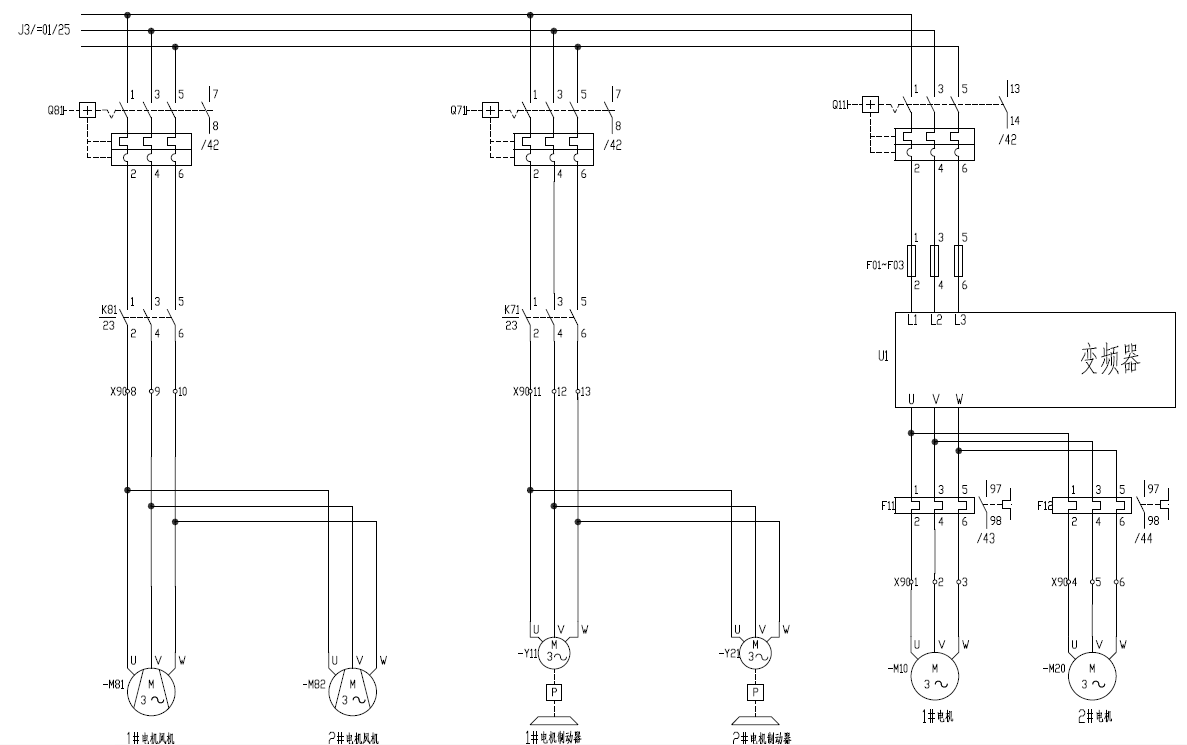 J3/=01/25
1 3 5 7
Q81
8
/42
2 4 6
1 3 5 7
Q71
8
/42
2 4 6
1 3 5 13
Q11
14
/42
2 4 6
1 3 5
F01~F03
2 4 6
K81
23
1 3 5
2 4 6
K71
23
1 3 5
2 4 6
L1 L2 L3
U1
变频器
U V W
X90 8 9 10
X90 11 12 13
1 3 5 97
F11
2 4 6 98
/43
1 3 5 97
F12
2 4 6 98
/44
X90 1 2 3
X90 4 5 6
U V W
-M81
M
3~
1#电机风机
U V W
-M82
M
3~
2#电机风机
U V W
-Y11
M
3~
P
1#电机制动器
U V W
-Y21
M
3~
P
2#电机制动器
U V W
-M10
M
3~
1#电机
U V W
-M20
M
3~
2#电机